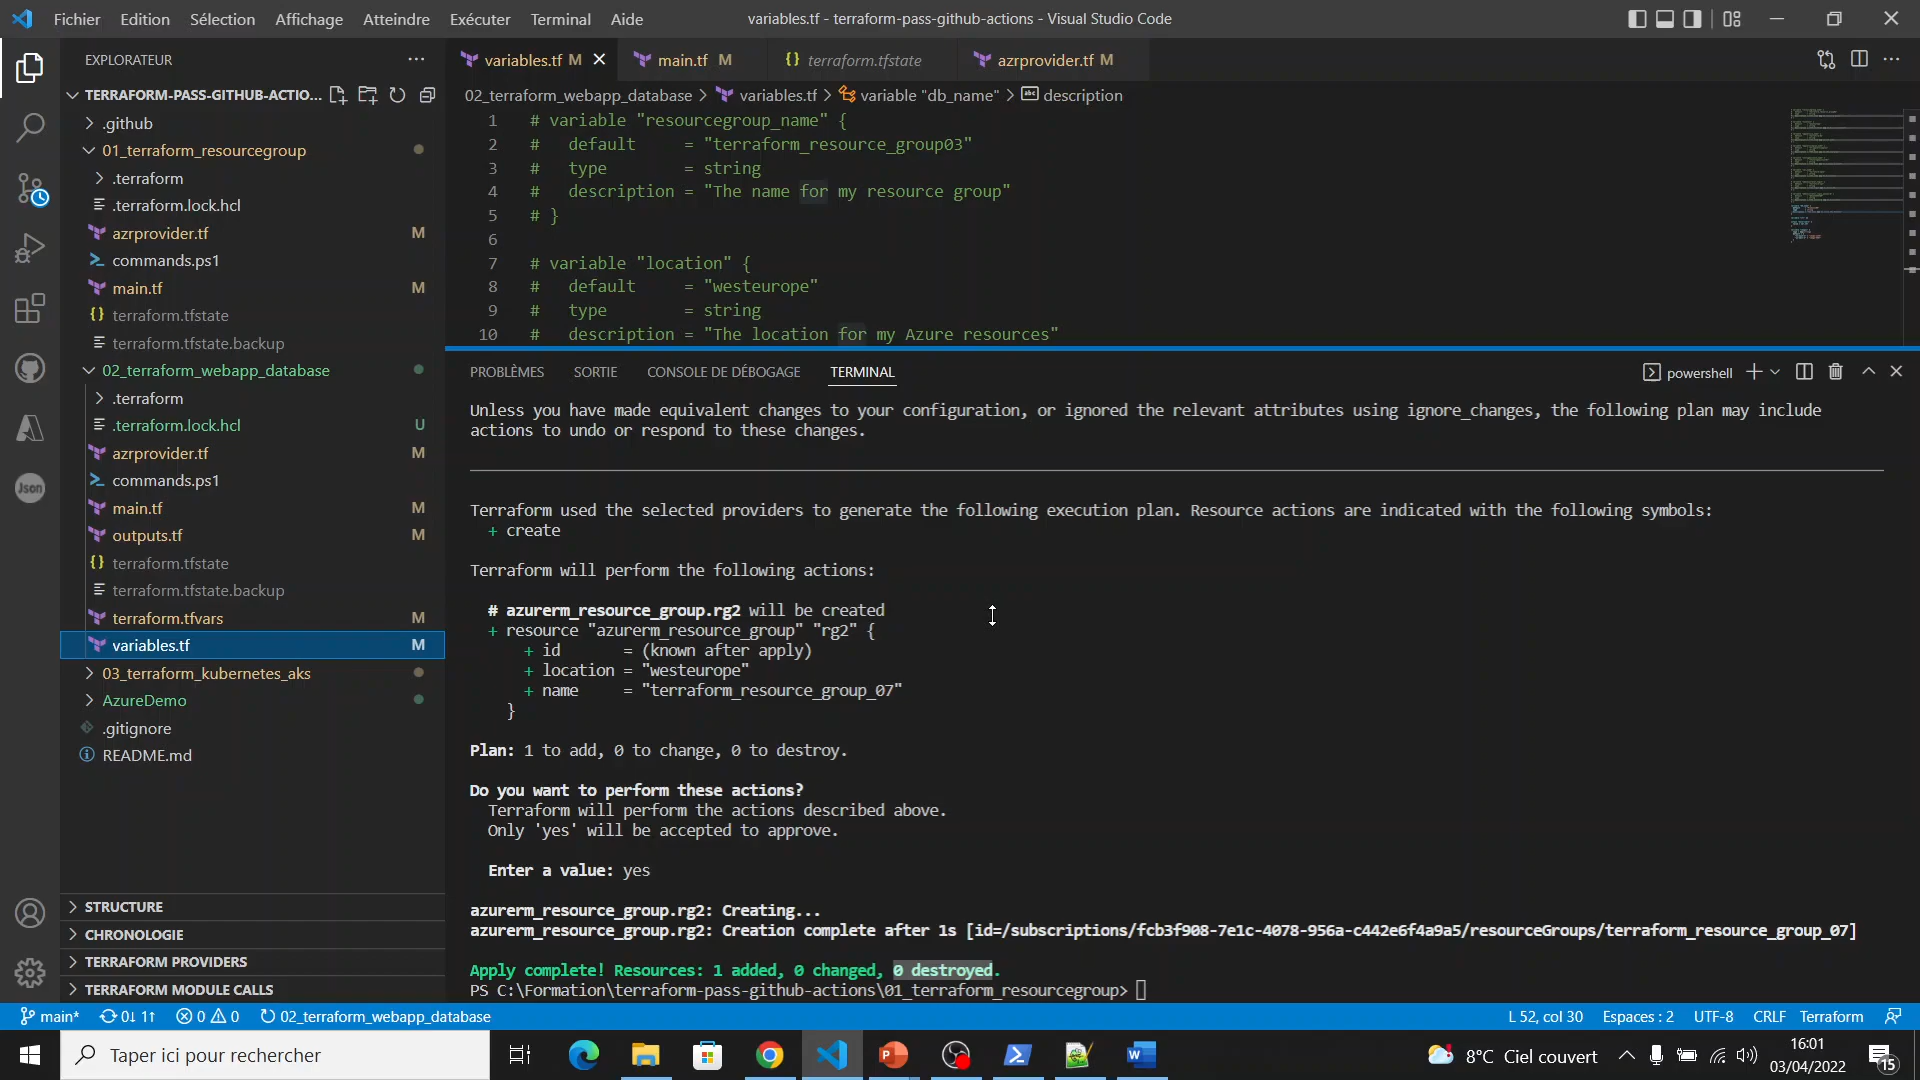 Fichier Edition Sélection Affichage Atteindre Exécuter Terminal Aide
variables.tf - terraform-pass-github-actions - Visual Studio Code
EXPLORATEUR
TERRAFORM-PASS-GITHUB-ACTIO...
.github
01_terraform_resourcegroup
.terraform
.terraform.lock.hcl
azrprovider.tf M
commands.ps1
main.tf M
terraform.tfstate
terraform.tfstate.backup
02_terraform_webapp_database
.terraform
.terraform.lock.hcl U
azrprovider.tf M
commands.ps1
main.tf M
outputs.tf M
terraform.tfstate
terraform.tfstate.backup
terraform.tfvars M
variables.tf M
03_terraform_kubernetes_aks
AzureDemo
.gitignore
README.md
STRUCTURE
CHRONOLOGIE
TERRAFORM PROVIDERS
TERRAFORM MODULE CALLS
Json
variables.tf M main.tf M terraform.tfstate azrprovider.tf M
02_terraform_webapp_database > variables.tf > variable "db_name" > abc description
1 # variable "resourcegroup_name" {
2 #   default     = "terraform_resource_group03"
3 #   type        = string
4 #   description = "The name for my resource group"
5 # }
6
7 # variable "location" {
8 #   default     = "westeurope"
9 #   type        = string
10 #   description = "The location for my Azure resources"
PROBLÈMES SORTIE CONSOLE DE DÉBOGAGE TERMINAL
powershell
Unless you have made equivalent changes to your configuration, or ignored the relevant attributes using ignore_changes, the following plan may include
actions to undo or respond to these changes.
Terraform used the selected providers to generate the following execution plan. Resource actions are indicated with the following symbols:
+ create
Terraform will perform the following actions:
# azurerm_resource_group.rg2 will be created
+ resource "azurerm_resource_group" "rg2" {
+ id       = (known after apply)
+ location = "westeurope"
+ name     = "terraform_resource_group_07"
}
Plan: 1 to add, 0 to change, 0 to destroy.
Do you want to perform these actions?
Terraform will perform the actions described above.
Only 'yes' will be accepted to approve.
Enter a value: yes
azurerm_resource_group.rg2: Creating...
azurerm_resource_group.rg2: Creation complete after 1s [id=/subscriptions/fcb3f908-7e1c-4078-956a-c442e6f4a9a5/resourceGroups/terraform_resource_group_07]
Apply complete! Resources: 1 added, 0 changed, 0 destroyed.
PS C:\Formation\terraform-pass-github-actions\01_terraform_resourcegroup>
main* 0↓ 1↑ 0 0 02_terraform_webapp_database
L 52, col 30 Espaces : 2 UTF-8 CRLF Terraform
Taper ici pour rechercher
8°C Ciel couvert
16:01
03/04/2022
15